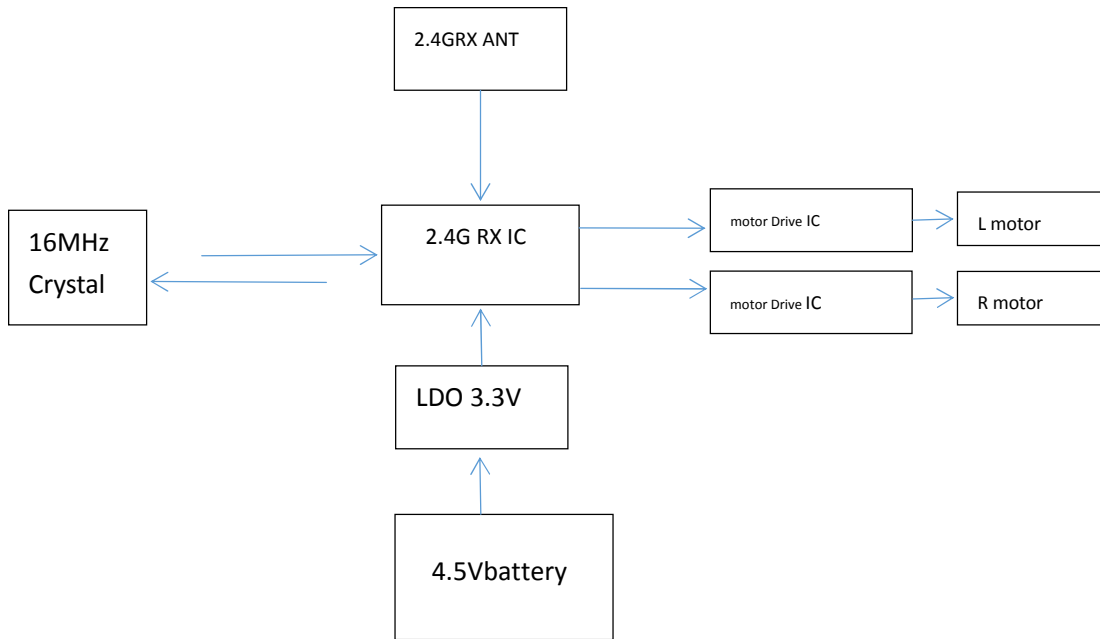 2.4GRX ANT
16MHz
Crystal
2.4G RX IC
motor Drive IC
L motor
motor Drive IC
R motor
LDO 3.3V
4.5Vbattery